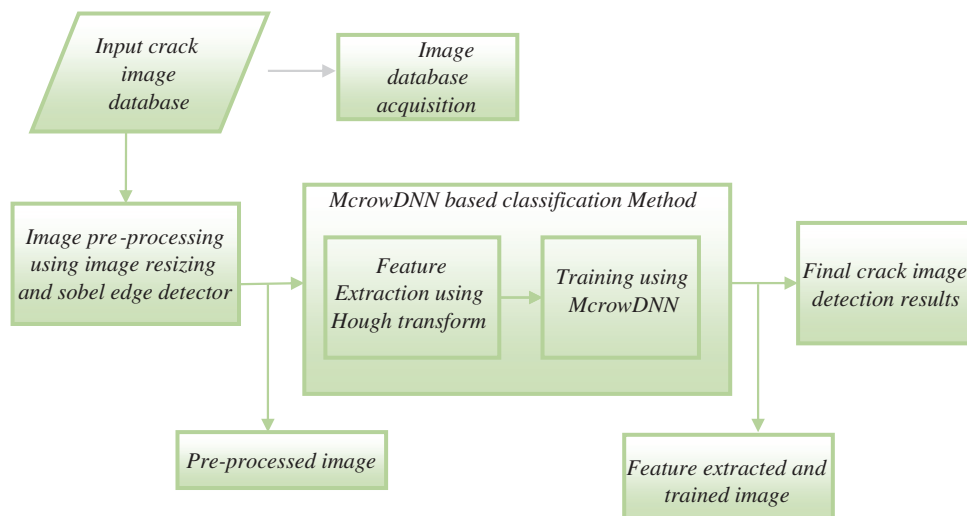 Input crack
image
database
Image
database
acquisition
McrowDNN based classification Method
Image pre-processing
using image resizing
and sobel edge detector
Feature
Extraction using
Hough transform
Training using
McrowDNN
Final crack image
detection results
Pre-processed image
Feature extracted and
trained image